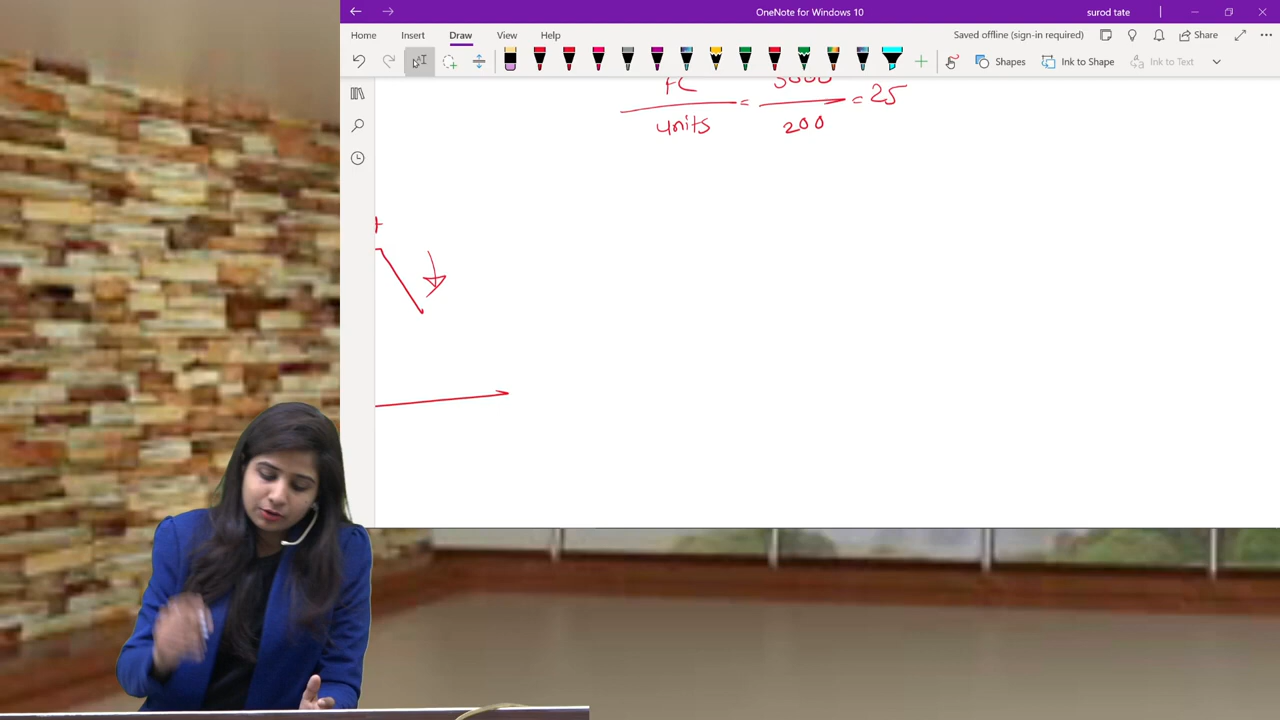 OneNote for Windows 10
surod tate
Home Insert Draw View Help
Saved offline (sign-in required)
Share
Shapes
Ink to Shape
Ink to Text
FC
units
= 5000
200
= 25